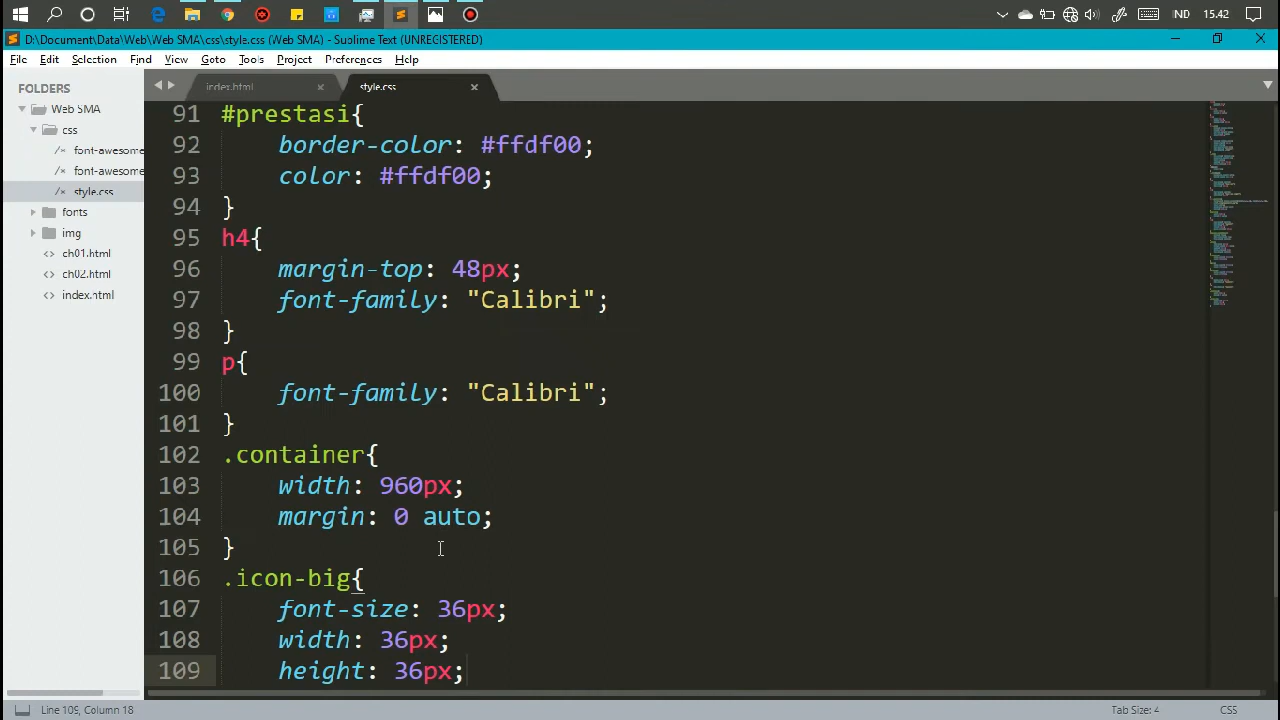 IND
15.42
D:\Document\Data\Web\Web SMA\css\style.css (Web SMA) - Sublime Text (UNREGISTERED)
File Edit Selection Find View Goto Tools Project Preferences Help
FOLDERS
Web SMA
css
font-awesome
font-awesome
style.css
fonts
img
ch01.html
ch02.html
index.html
index.html
style.css
91 #prestasi{
92 border-color: #ffdf00;
93 color: #ffdf00;
94 }
95 h4{
96 margin-top: 48px;
97 font-family: "Calibri";
98 }
99 p{
100 font-family: "Calibri";
101 }
102 .container{
103 width: 960px;
104 margin: 0 auto;
105 }
106 .icon-big{
107 font-size: 36px;
108 width: 36px;
109 height: 36px;
Line 109, Column 18
Tab Size: 4
CSS